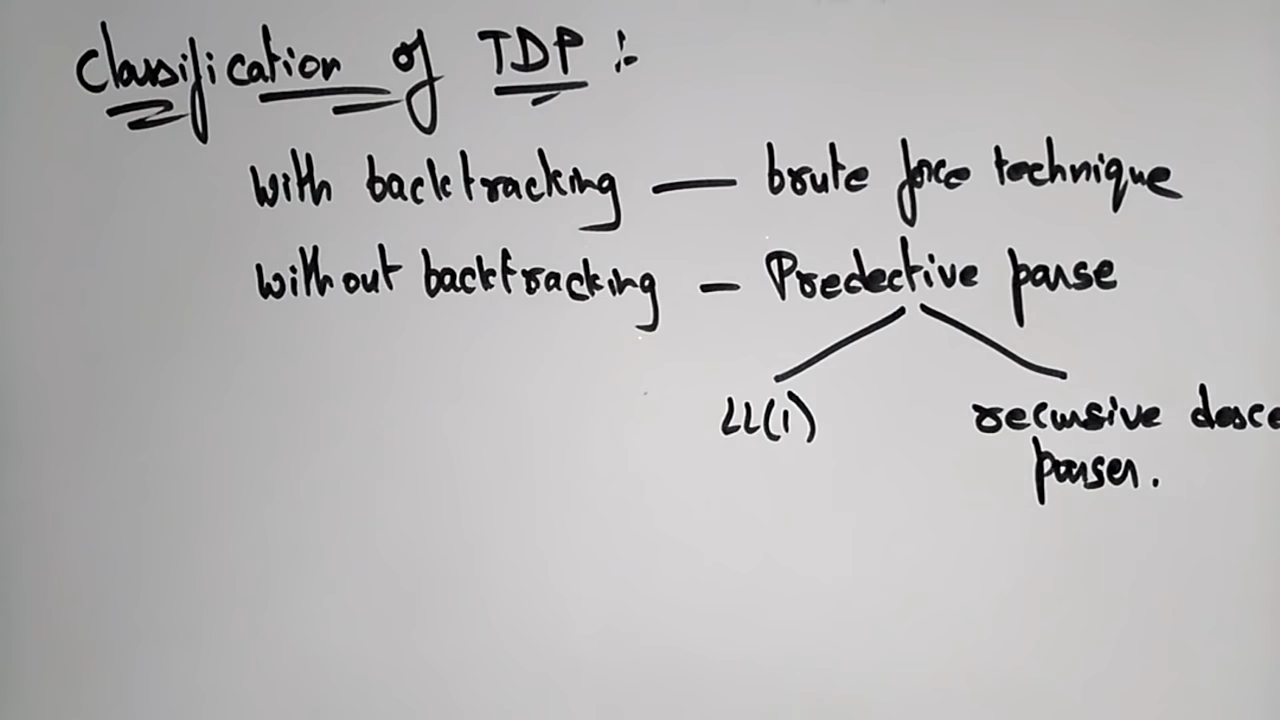 Classification of TDP :-
with backtracking — brute force technique
without backtracking — Predective parse
LL(1) recursive desce
parser.